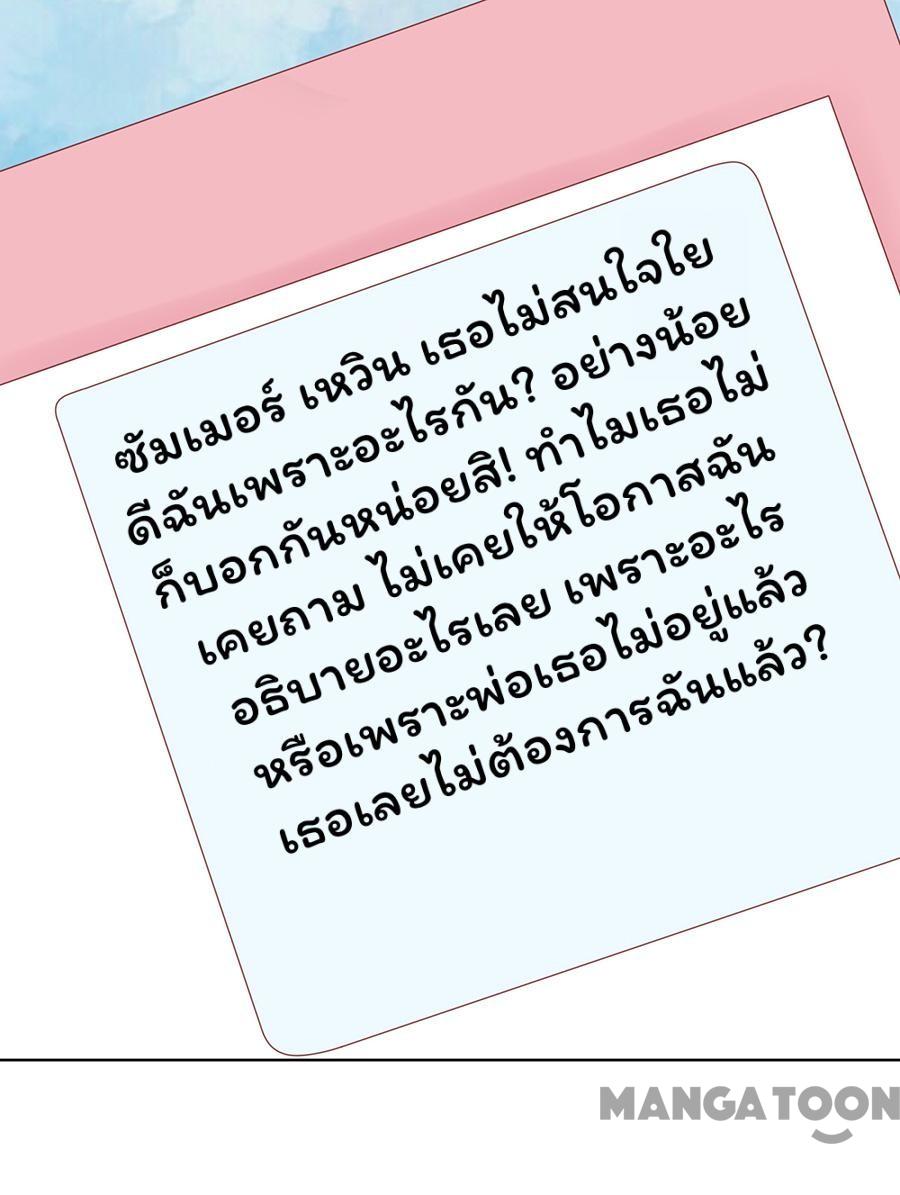 ซัมเมอร์ เหวิน เธอไม่สนใจใย
ดีฉันเพราะอะไรกัน? อย่างน้อย
ก็บอกกันหน่อยสิ! ทำไมเธอไม่
เคยถาม ไม่เคยให้โอกาสฉัน
อธิบายอะไรเลย เพราะอะไร
หรือเพราะพ่อเธอไม่อยู่แล้ว
เธอเลยไม่ต้องการฉันแล้ว?
MANGATOON